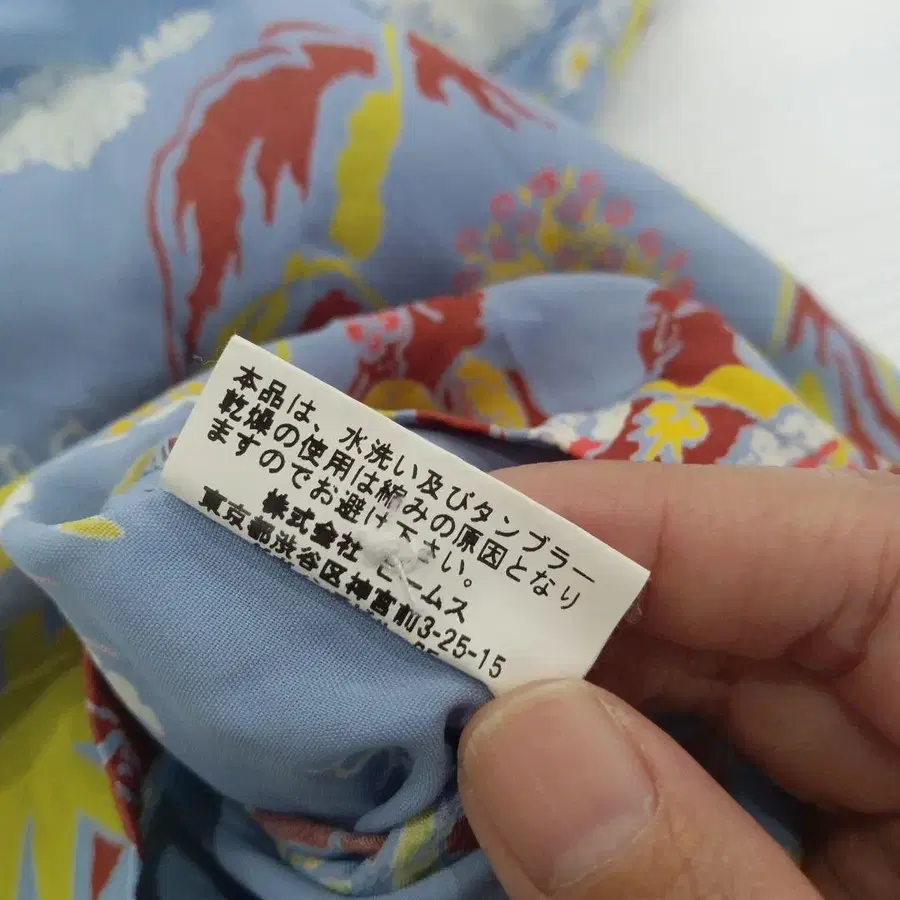 本品は、水洗い及びタンブラー
乾燥の使用は縮みの原因となり
ますのでお避け下さい。
株式会社 ビームス
東京都渋谷区神宮前3-25-15